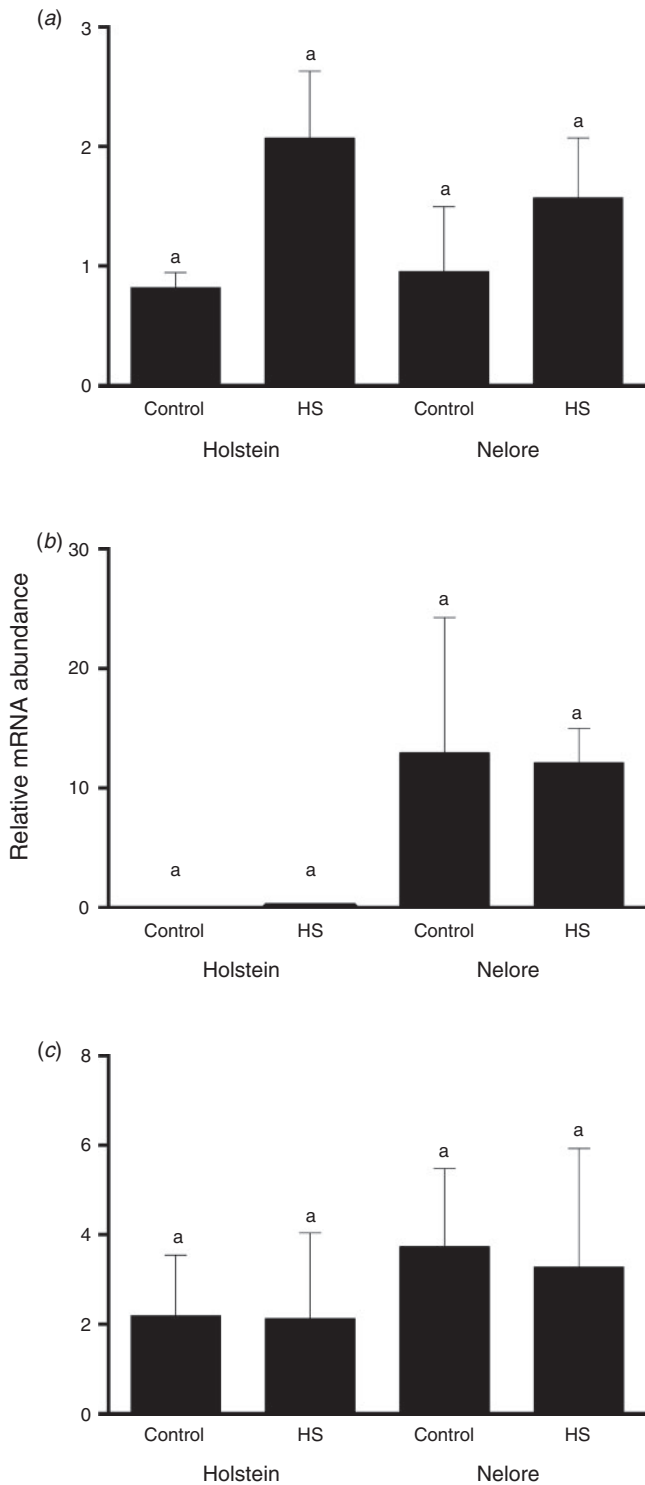 Relative mRNA abundance
(a)
3
2
1
0
a
a
a
a
Control HS Control HS
Holstein Nelore
(b)
30
20
10
0
a
a
a
a
Control HS Control HS
Holstein Nelore
(c)
8
6
4
2
0
a
a
a
a
Control HS Control HS
Holstein Nelore